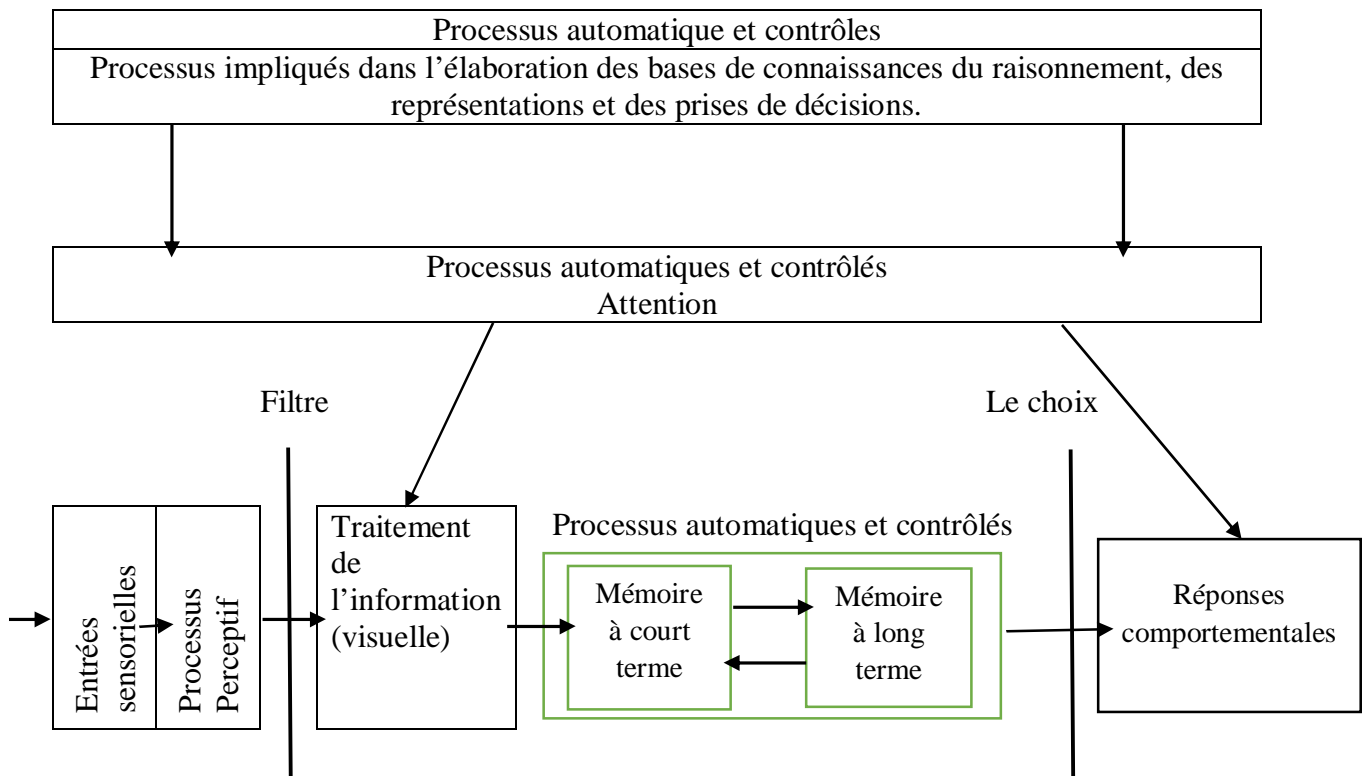 Processus automatique et contrôles
Processus impliqués dans l’élaboration des bases de connaissances du raisonnement, des
représentations et des prises de décisions.
Processus automatiques et contrôlés
Attention
Filtre
Le choix
Entrées
sensorielles
Processus
Perceptif
Traitement
de
l’information
(visuelle)
Processus automatiques et contrôlés
Mémoire
à court
terme
Mémoire
à long
terme
Réponses
comportementales